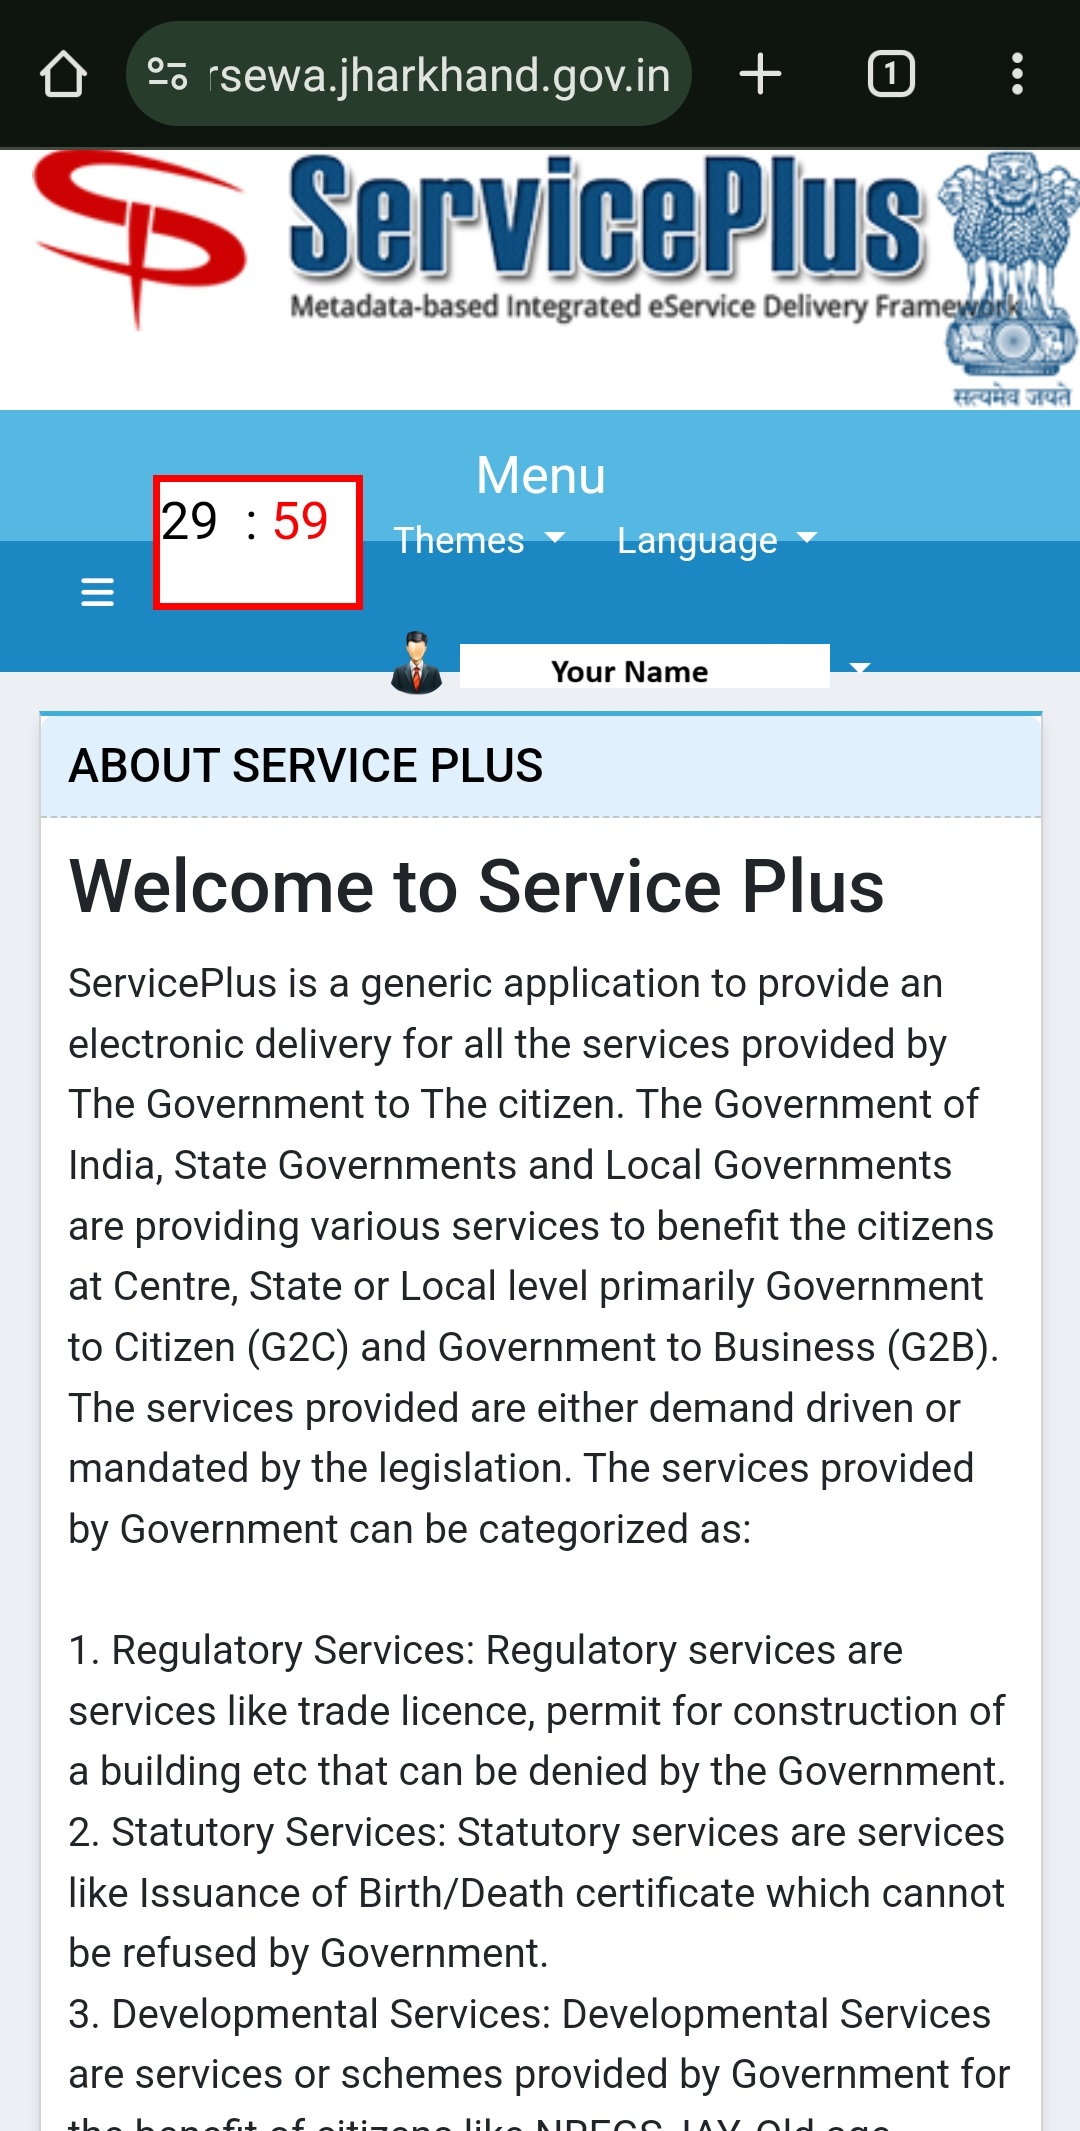 rsewa.jharkhand.gov.in
1
ServicePlus
Metadata-based Integrated eService Delivery Framework
सत्यमेव जयते
Menu
29 : 59
Themes
Language
Your Name
ABOUT SERVICE PLUS
Welcome to Service Plus
ServicePlus is a generic application to provide an
electronic delivery for all the services provided by
The Government to The citizen. The Government of
India, State Governments and Local Governments
are providing various services to benefit the citizens
at Centre, State or Local level primarily Government
to Citizen (G2C) and Government to Business (G2B).
The services provided are either demand driven or
mandated by the legislation. The services provided
by Government can be categorized as:
1. Regulatory Services: Regulatory services are
services like trade licence, permit for construction of
a building etc that can be denied by the Government.
2. Statutory Services: Statutory services are services
like Issuance of Birth/Death certificate which cannot
be refused by Government.
3. Developmental Services: Developmental Services
are services or schemes provided by Government for
the benefit of citizens like